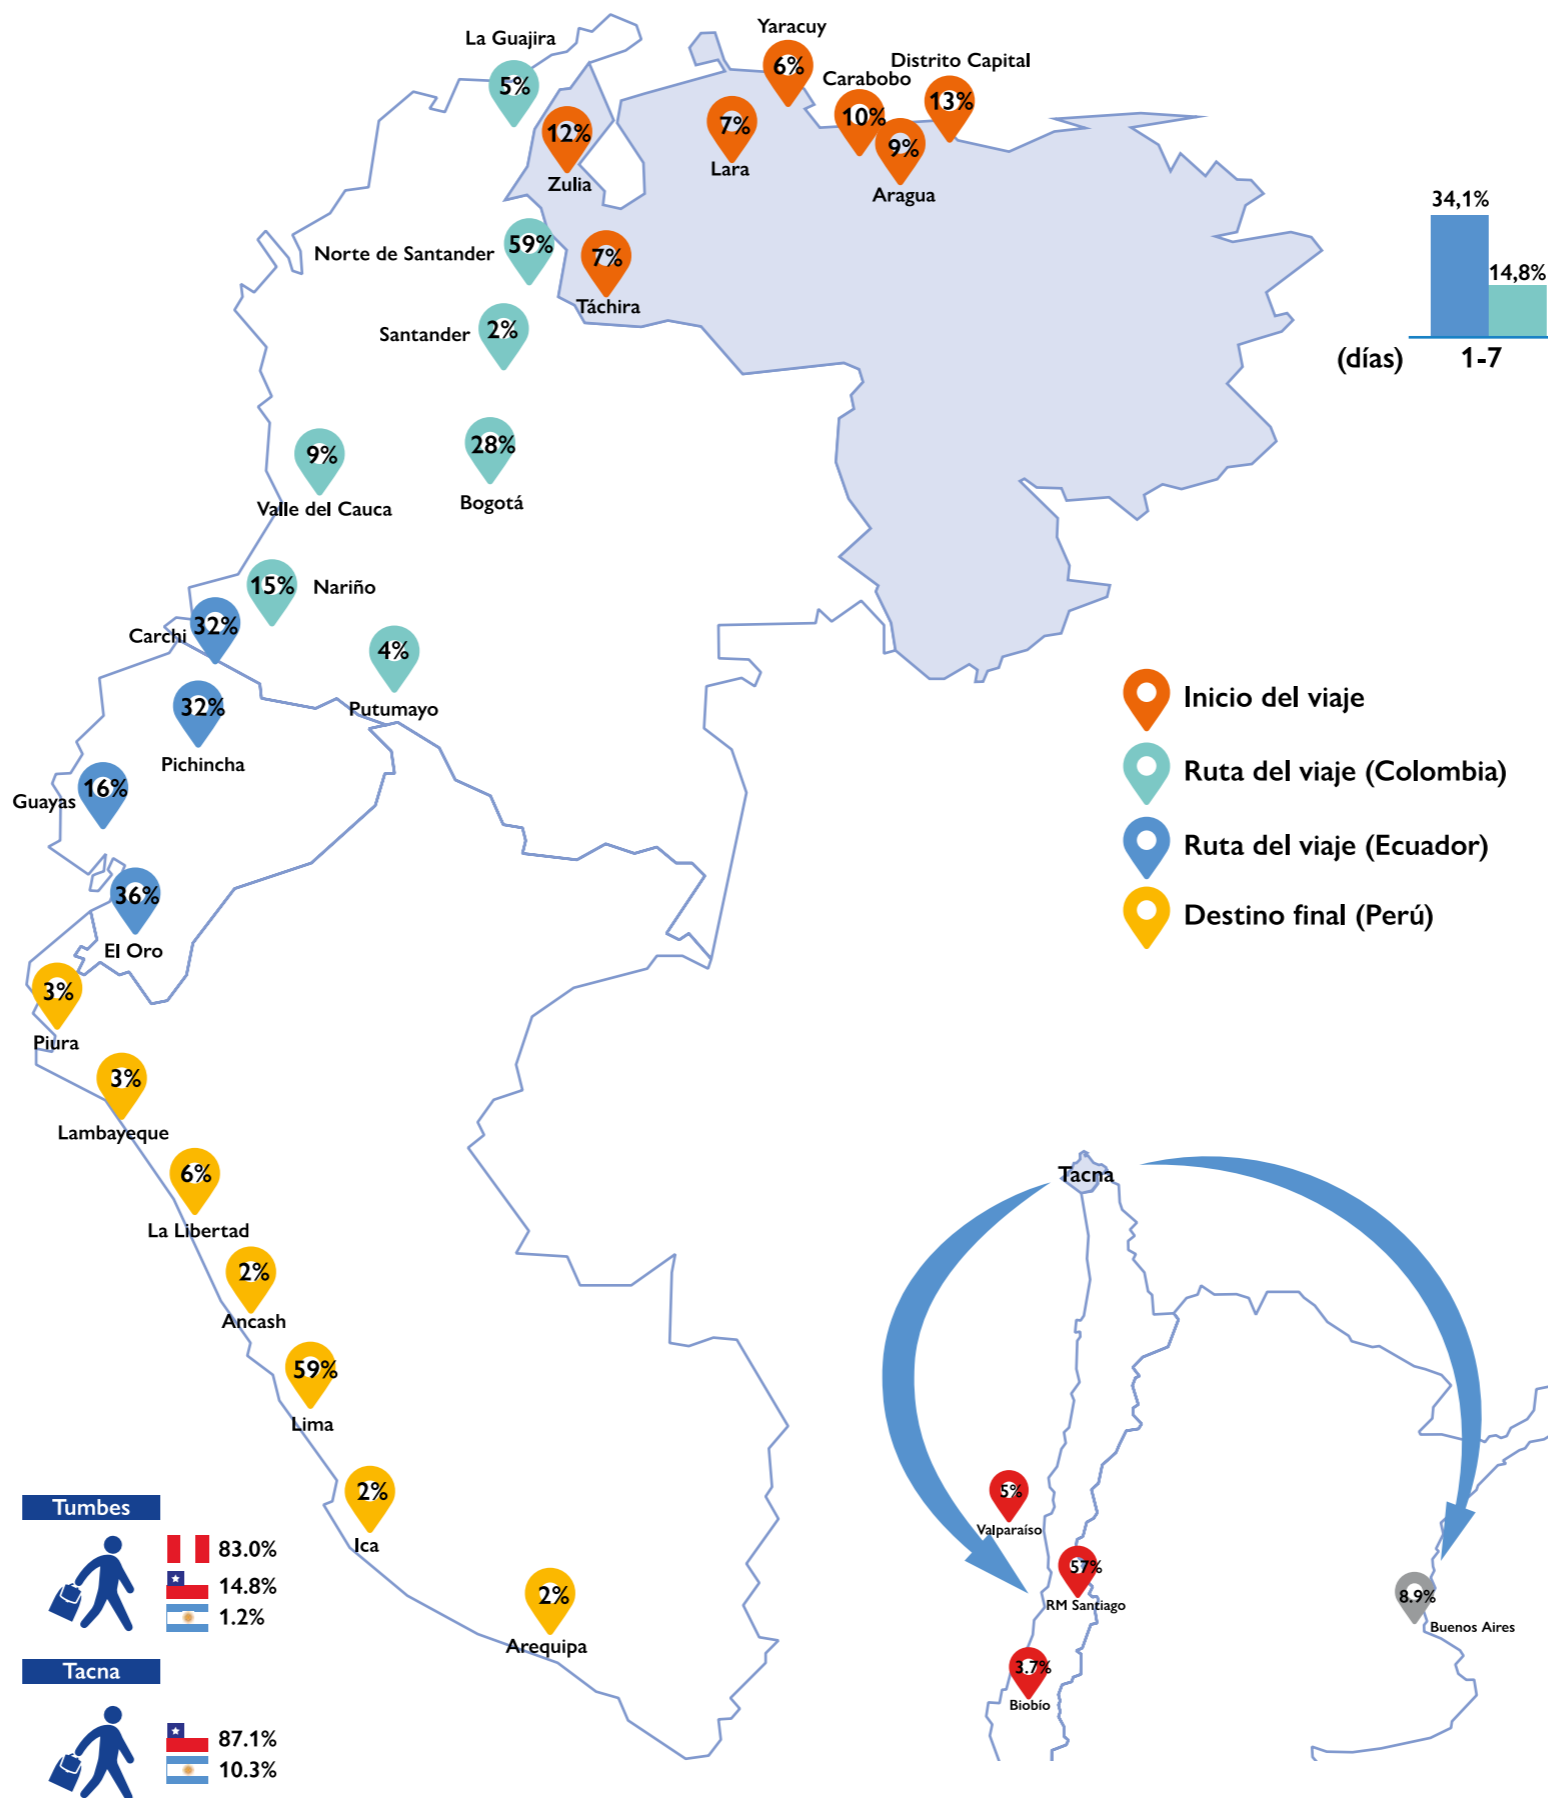 La Guajira
5%
Yaracuy
6%
Carabobo
10%
Distrito Capital
13%
12%
Zulia
7%
Lara
9%
Aragua
Norte de Santander
59%
7%
Táchira
Santander
2%
9%
Valle del Cauca
28%
Bogotá
15%
Nariño
Carchi
32%
4%
Putumayo
32%
Pichincha
Guayas
16%
36%
El Oro
3%
Piura
3%
Lambayeque
6%
La Libertad
2%
Ancash
59%
Lima
2%
Ica
2%
Arequipa
34,1%
14,8%
(días)
1-7
Inicio del viaje
Ruta del viaje (Colombia)
Ruta del viaje (Ecuador)
Destino final (Perú)
Tacna
5%
Valparaíso
57%
RM Santiago
3.7%
Biobío
8.9%
Buenos Aires
Tumbes
83.0%
14.8%
1.2%
Tacna
87.1%
10.3%